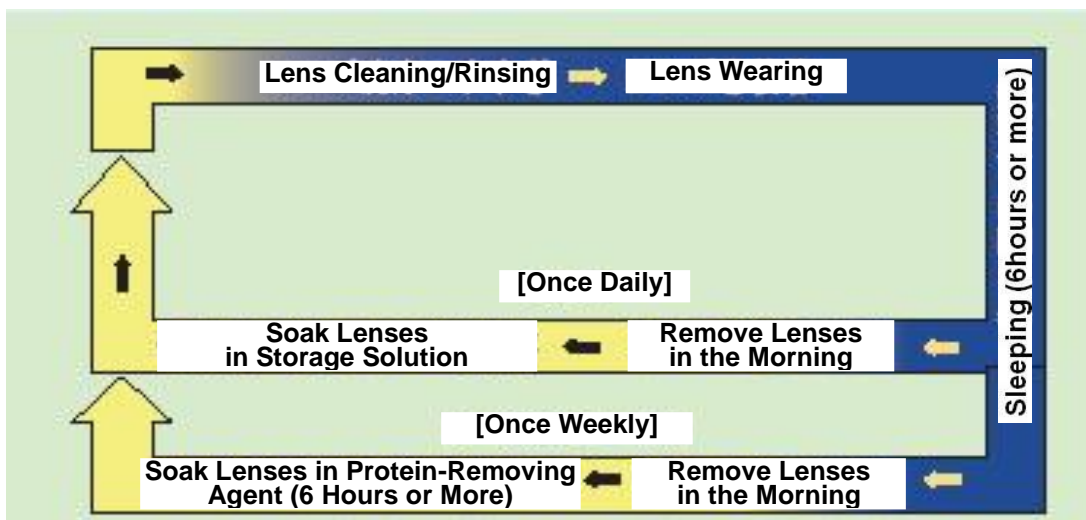 Lens Cleaning/Rinsing
Lens Wearing
Sleeping (6hours or more)
[Once Daily]
Soak Lenses
in Storage Solution
Remove Lenses
in the Morning
[Once Weekly]
Soak Lenses in Protein-Removing
Agent (6 Hours or More)
Remove Lenses
in the Morning